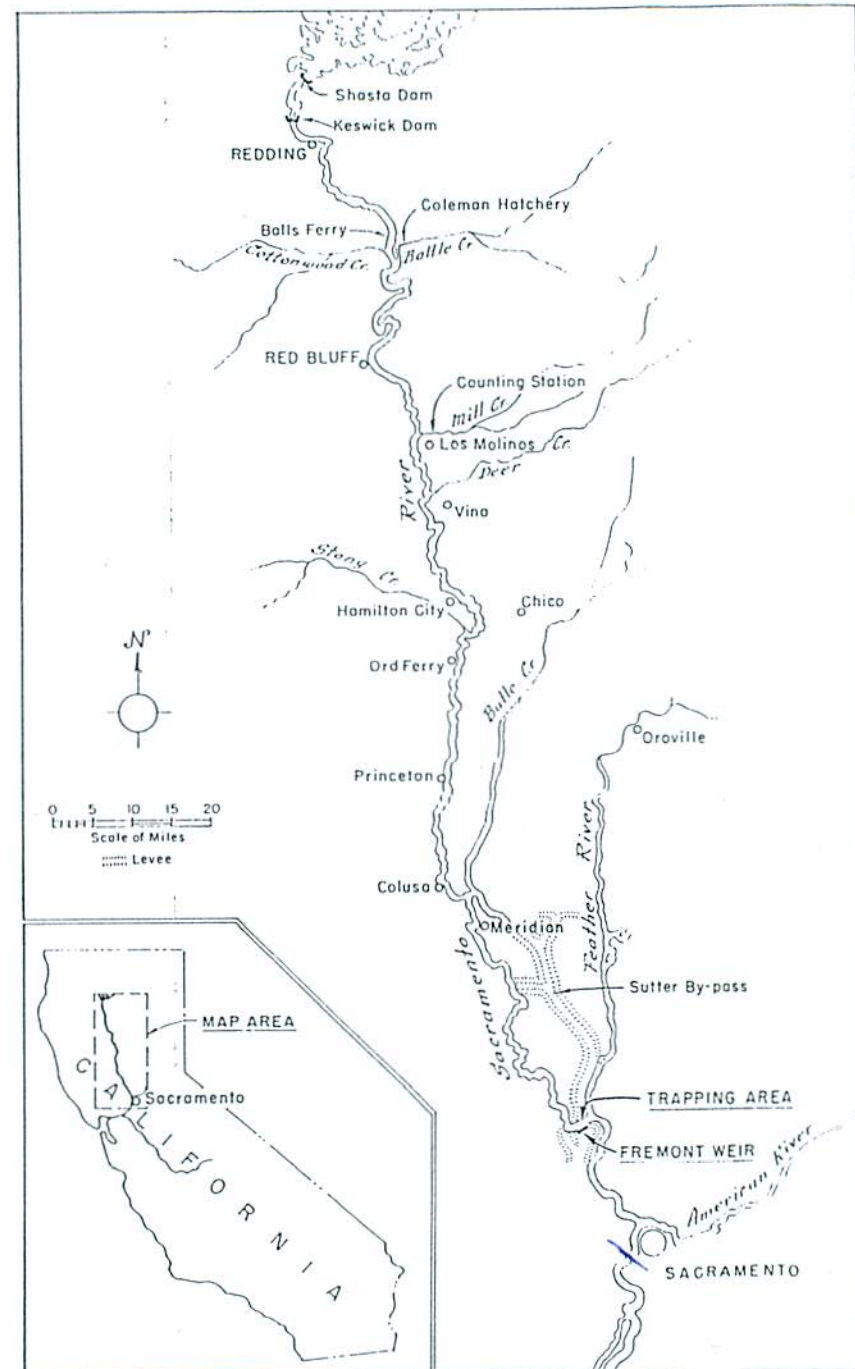 Shasta Dam
Keswick Dam
REDDING
Coleman Hatchery
Balls Ferry
Cottonwood Cr.
Battle Cr.
RED BLUFF
Counting Station
Mill Cr.
Los Molinos
Deer Cr.
River
Vina
Stony Cr.
Hamilton City
Chico
N
Ord Ferry
Butte Cr.
Oroville
Princeton
0 5 10 15 20
Scale of Miles
Levee
Feather River
Colusa
Meridian
Sacramento
Sutter By-pass
MAP AREA
TRAPPING AREA
Sacramento
FREMONT WEIR
American River
CALIFORNIA
SACRAMENTO